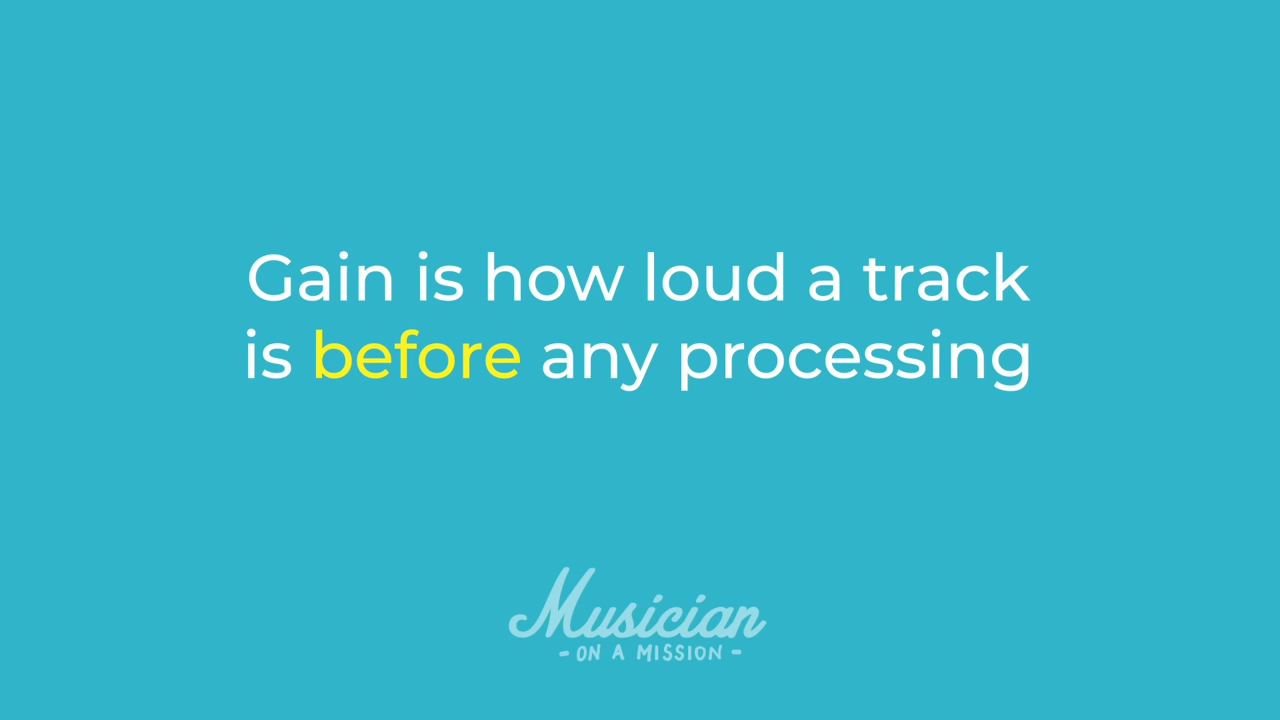 Gain is how loud a track
is before any processing
Musician
- ON A MISSION -